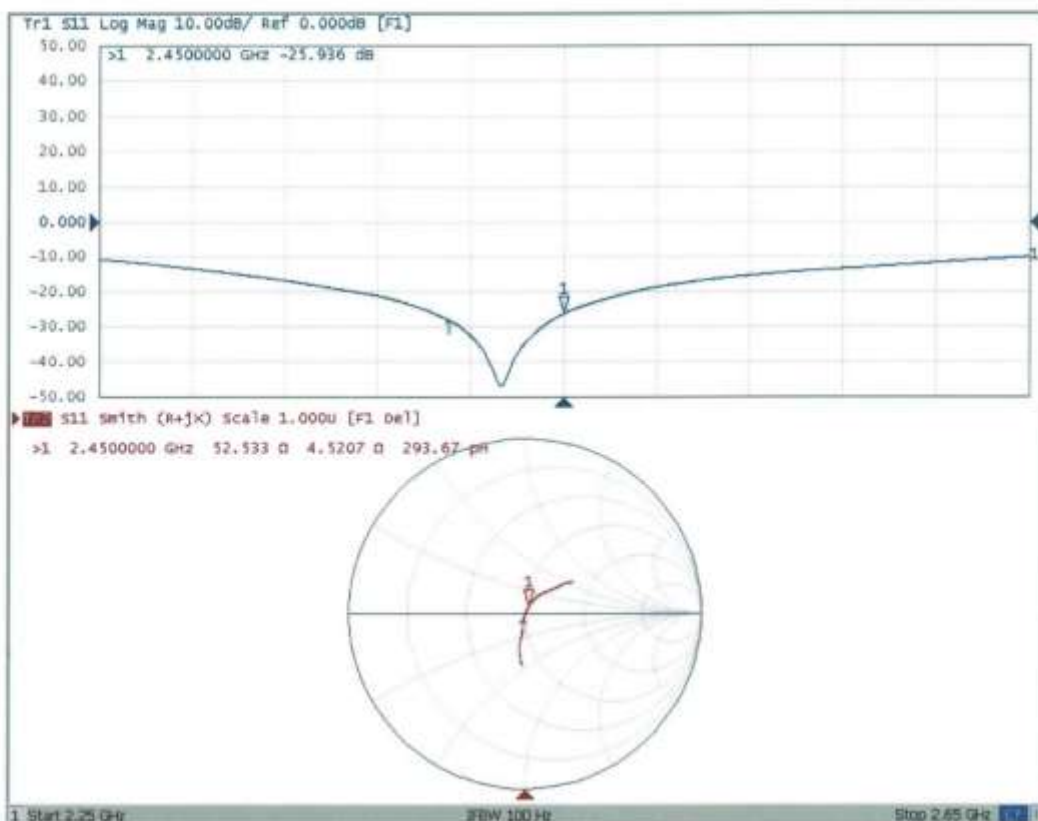 Tr1 S11 Log Mag 10.00dB/ Ref 0.000dB [F1]
>1 2.4500000 GHz -25.936 dB
50.00
40.00
30.00
20.00
10.00
0.000
-10.00
-20.00
-30.00
-40.00
-50.00
1
1
S11 Smith (R+jX) Scale 1.000U [F1 Del]
>1 2.4500000 GHz 52.533 Ω 4.5207 Ω 293.67 pH
1
1 Start 2.25 GHz IFBW 100 Hz Stop 2.65 GHz